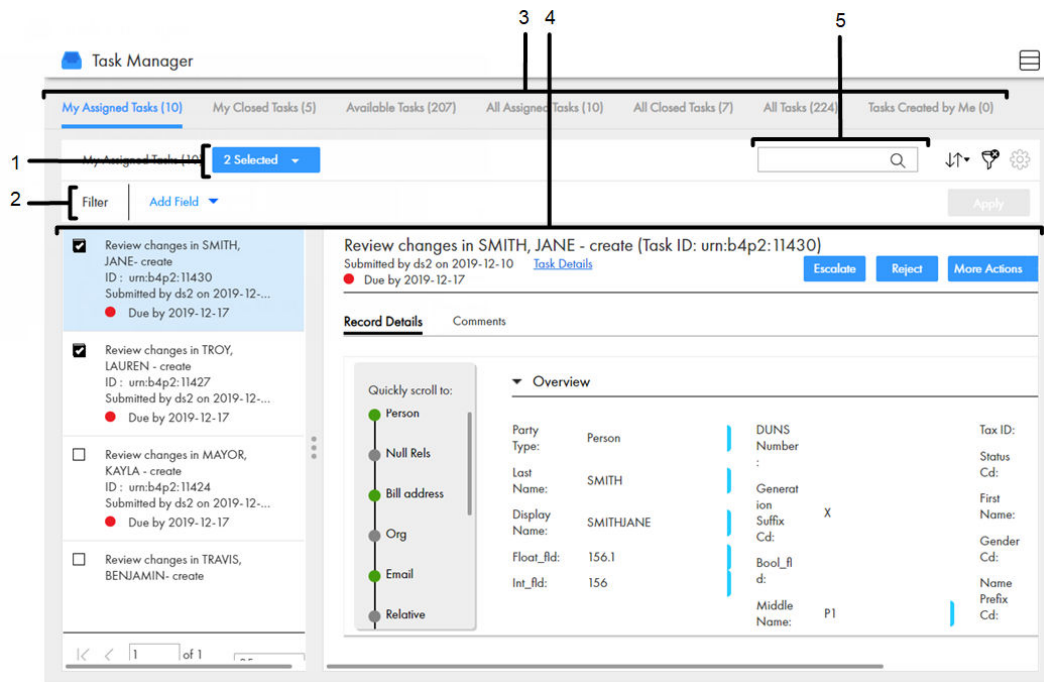 3 4 5
Task Manager
My Assigned Tasks (10) My Closed Tasks (5) Available Tasks (207) All Assigned Tasks (10) All Closed Tasks (7) All Tasks (224) Tasks Created by Me (0)
1 My Assigned Tasks (10) 2 Selected
2 Filter Add Field Apply
Review changes in SMITH,
JANE- create
ID : urn:b4p2:11430
Submitted by ds2 on 2019-12-...
Due by 2019-12-17
Review changes in TROY,
LAUREN - create
ID : urn:b4p2:11427
Submitted by ds2 on 2019-12-...
Due by 2019-12-17
Review changes in MAYOR,
KAYLA - create
ID : urn:b4p2:11424
Submitted by ds2 on 2019-12-...
Due by 2019-12-17
Review changes in TRAVIS,
BENJAMIN- create
1 of 1
Review changes in SMITH, JANE - create (Task ID: urn:b4p2:11430)
Submitted by ds2 on 2019-12-10 Task Details
Due by 2019-12-17
Escalate Reject More Actions
Record Details Comments
Quickly scroll to:
Person
Null Rels
Bill address
Org
Email
Relative
Overview
Party
Type:
Person
Last
Name:
SMITH
Display
Name:
SMITHJANE
Float_fld: 156.1
Int_fld: 156
DUNS
Number
:
Generat
ion
Suffix
Cd:
X
Bool_fl
d:
Middle
Name:
P1
Tax ID:
Status
Cd:
First
Name:
Gender
Cd:
Name
Prefix
Cd: